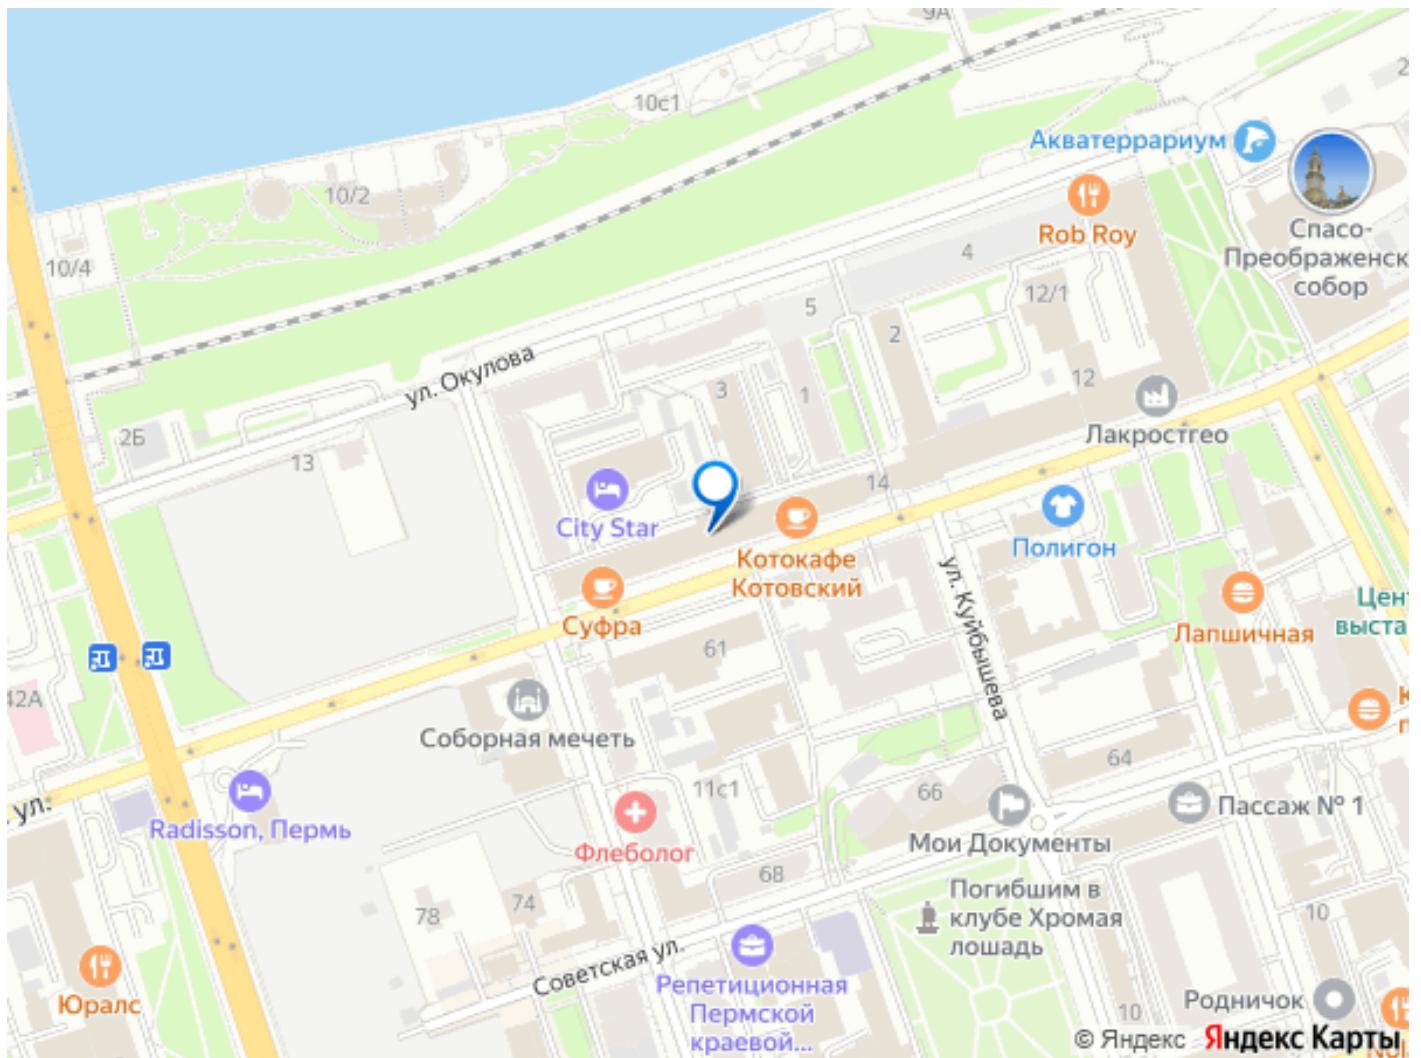 9А
10с1
2
Акватеррариум
10/2
Rob Roy
Спасо-
Преображенск
собор
4
10/4
12/1
5
2
ул. Окулова
12
3
1
Лакростгео
2Б
13
14
City Star
Полигон
Котокафе
Котовский
ул. Куйбышева
Цен
выста
Суфра
Лапшичная
61
42А
Соборная мечеть
64
11с1
66
Пассаж № 1
ул.
Radisson, Пермь
Мои Документы
Флеболог
68
Погибшим в
клубе Хромая
лошадь
74
78
10
Советская ул.
Репетиционная
Пермской
краевой...
Юралс
Родничок
10
© Яндекс Яндекс Карты